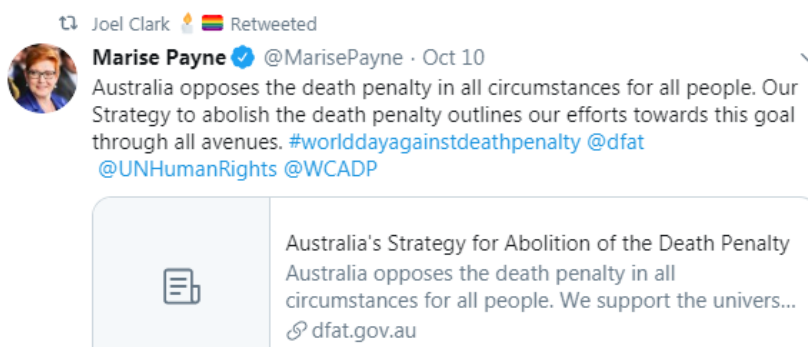 Joel Clark 🕯️ 🏳️‍🌈 Retweeted
Marise Payne @MarisePayne · Oct 10
Australia opposes the death penalty in all circumstances for all people. Our
Strategy to abolish the death penalty outlines our efforts towards this goal
through all avenues. #worlddayagainstdeathpenalty @dfat
@UNHumanRights @WCADP
Australia's Strategy for Abolition of the Death Penalty
Australia opposes the death penalty in all
circumstances for all people. We support the univers...
dfat.gov.au